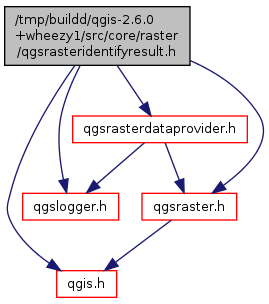 /tmp/buildd/qgis-2.6.0
+wheezy1/src/core/raster
/qgsrasteridentifyresult.h
qgsrasterdataprovider.h
qgslogger.h
qgsraster.h
qgis.h